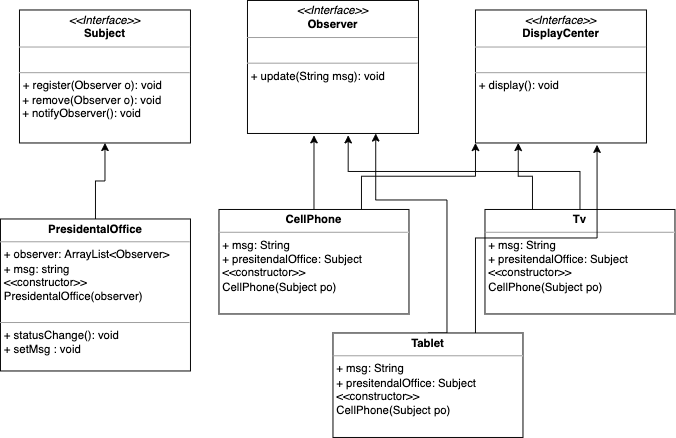 <<Interface>>
Subject
+ register(Observer o): void
+ remove(Observer o): void
+ notifyObserver(): void
<<Interface>>
Observer
+ update(String msg): void
<<Interface>>
DisplayCenter
+ display(): void
PresidentalOffice
+ observer: ArrayList<Observer>
+ msg: string
<<constructor>>
PresidentalOffice(observer)
+ statusChange(): void
+ setMsg : void
CellPhone
+ msg: String
+ presitendalOffice: Subject
<<constructor>>
CellPhone(Subject po)
Tv
+ msg: String
+ presitendalOffice: Subject
<<constructor>>
CellPhone(Subject po)
Tablet
+ msg: String
+ presitendalOffice: Subject
<<constructor>>
CellPhone(Subject po)